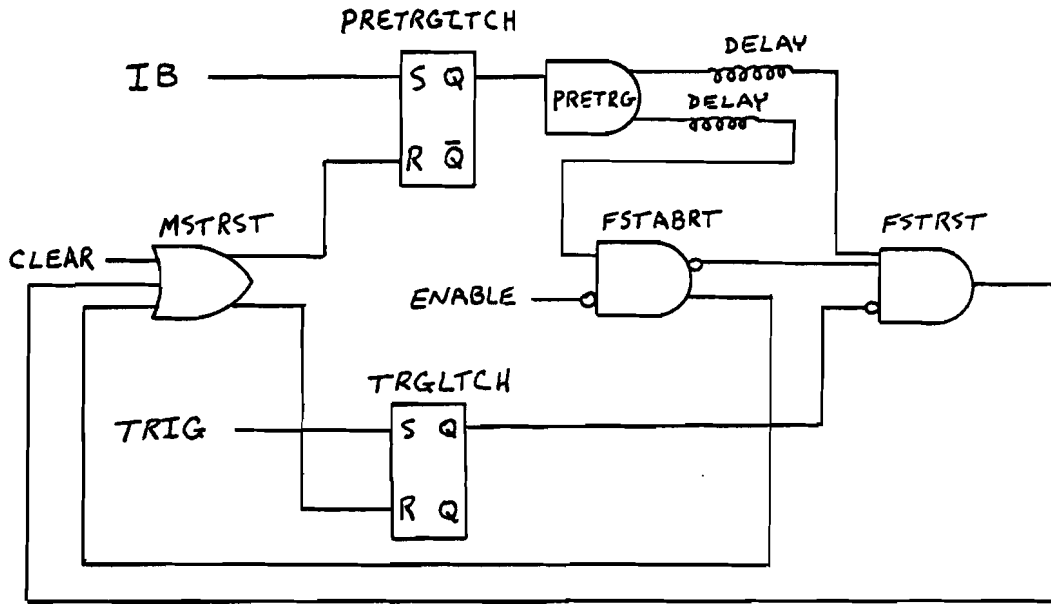 PRETRGLTCH
DELAY
IB
S Q
PRETRG
DELAY
R Q̅
MSTRST
FSTABRT
FSTRST
CLEAR
ENABLE
TRGLTCH
TRIG
S Q
R Q